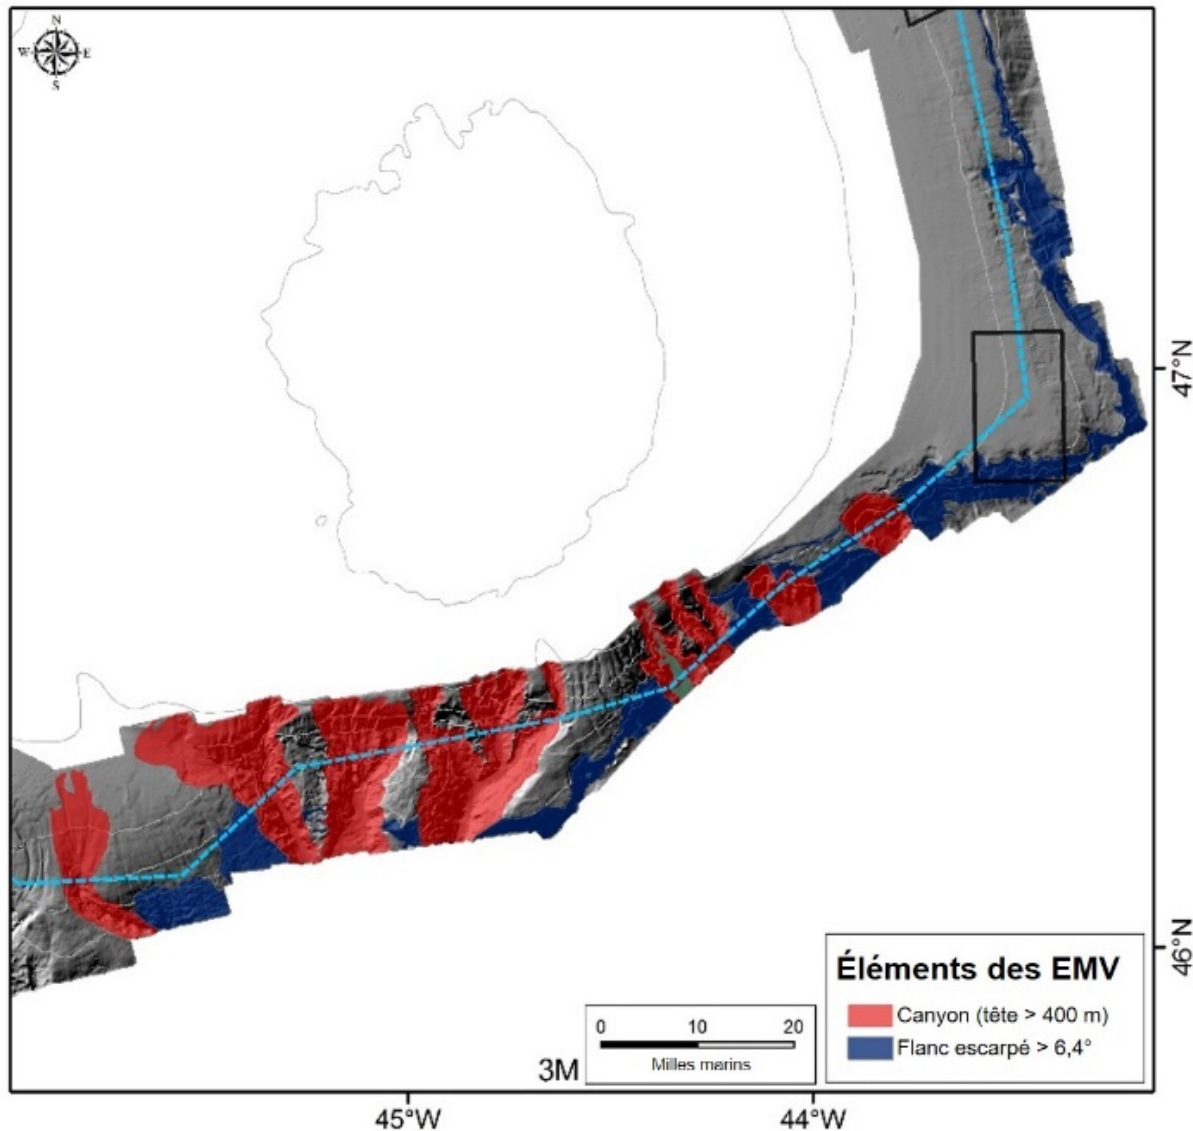 N
W E
S
47°N
46°N
Éléments des EMV
Canyon (tête > 400 m)
Flanc escarpé > 6,4°
0 10 20
Milles marins
3M
45°W 44°W